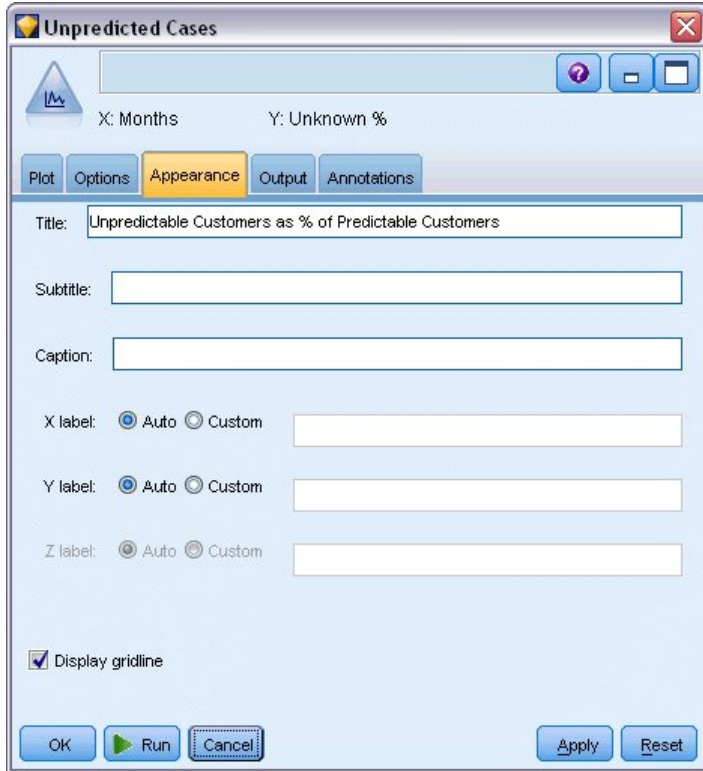 Unpredicted Cases
X: Months Y: Unknown %
Plot Options Appearance Output Annotations
Title: Unpredictable Customers as % of Predictable Customers
Subtitle:
Caption:
X label: Auto Custom
Y label: Auto Custom
Z label: Auto Custom
Display gridline
OK Run Cancel Apply Reset